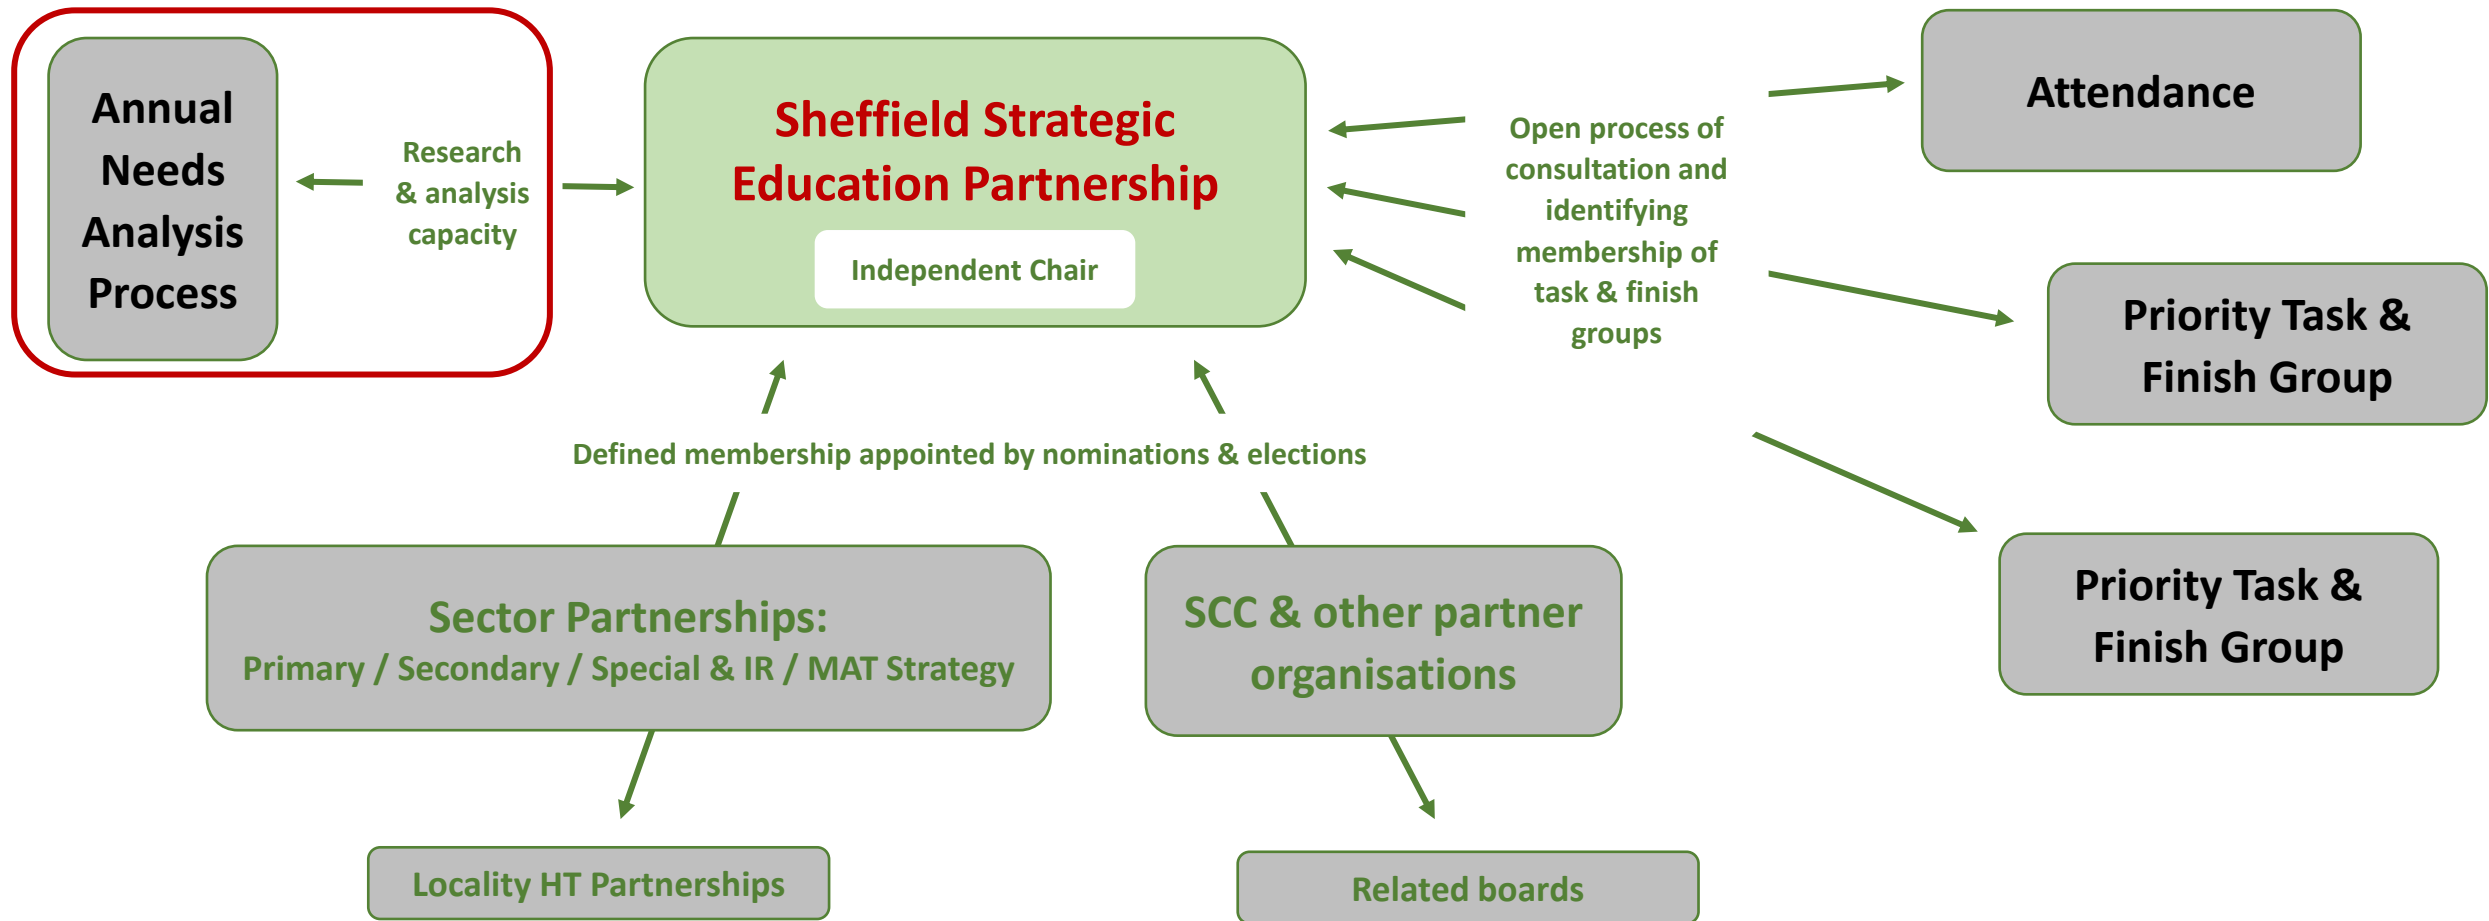 Annual
Needs
Analysis
Process
Research
& analysis
capacity
Sheffield Strategic
Education Partnership
Independent Chair
Open process of
consultation and
identifying
membership of
task & finish
groups
Attendance
Priority Task &
Finish Group
Priority Task &
Finish Group
Defined membership appointed by nominations & elections
Sector Partnerships:
Primary / Secondary / Special & IR / MAT Strategy
SCC & other partner
organisations
Locality HT Partnerships
Related boards